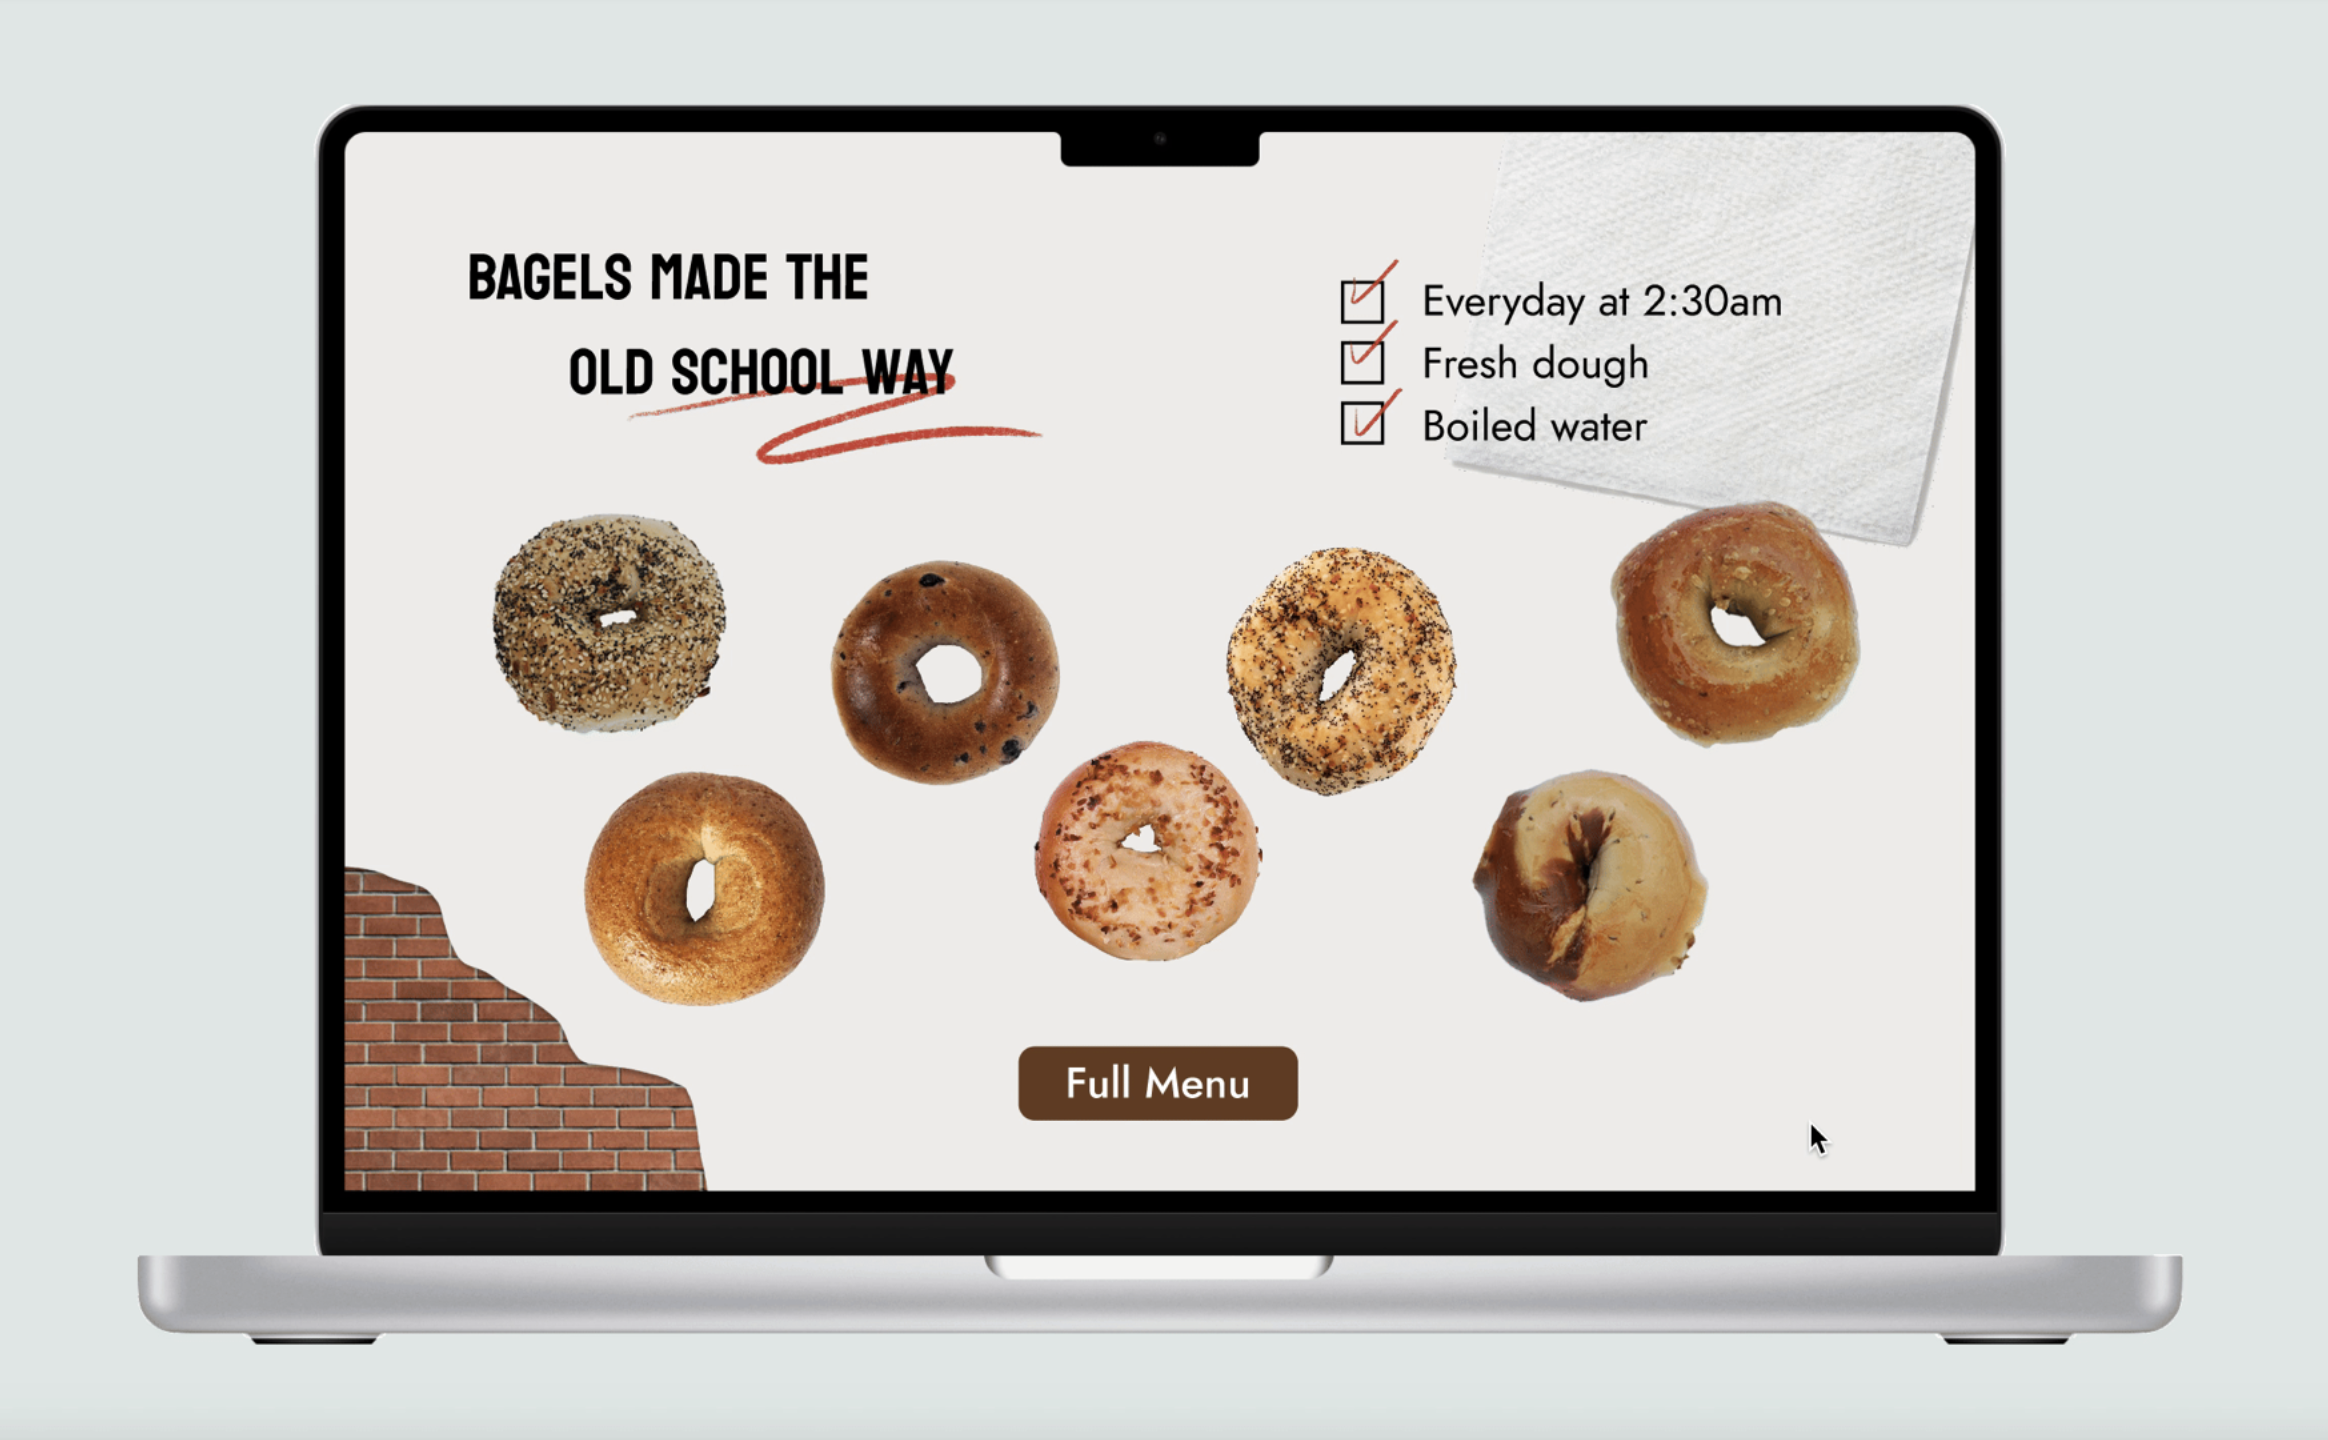 BAGELS MADE THE
OLD SCHOOL WAY
Everyday at 2:30am
Fresh dough
Boiled water
Full Menu